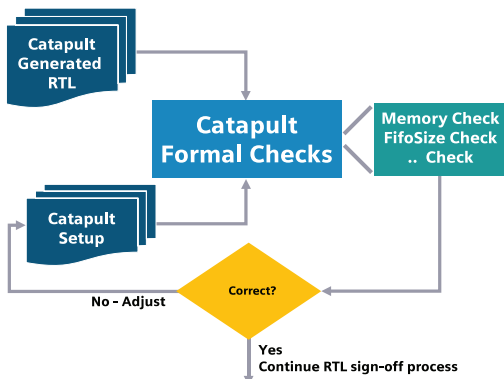 Catapult
Generated
RTL
Catapult
Formal Checks
Memory Check
FifoSize Check
.. Check
Catapult
Setup
Correct?
No - Adjust
Yes
Continue RTL sign-off process